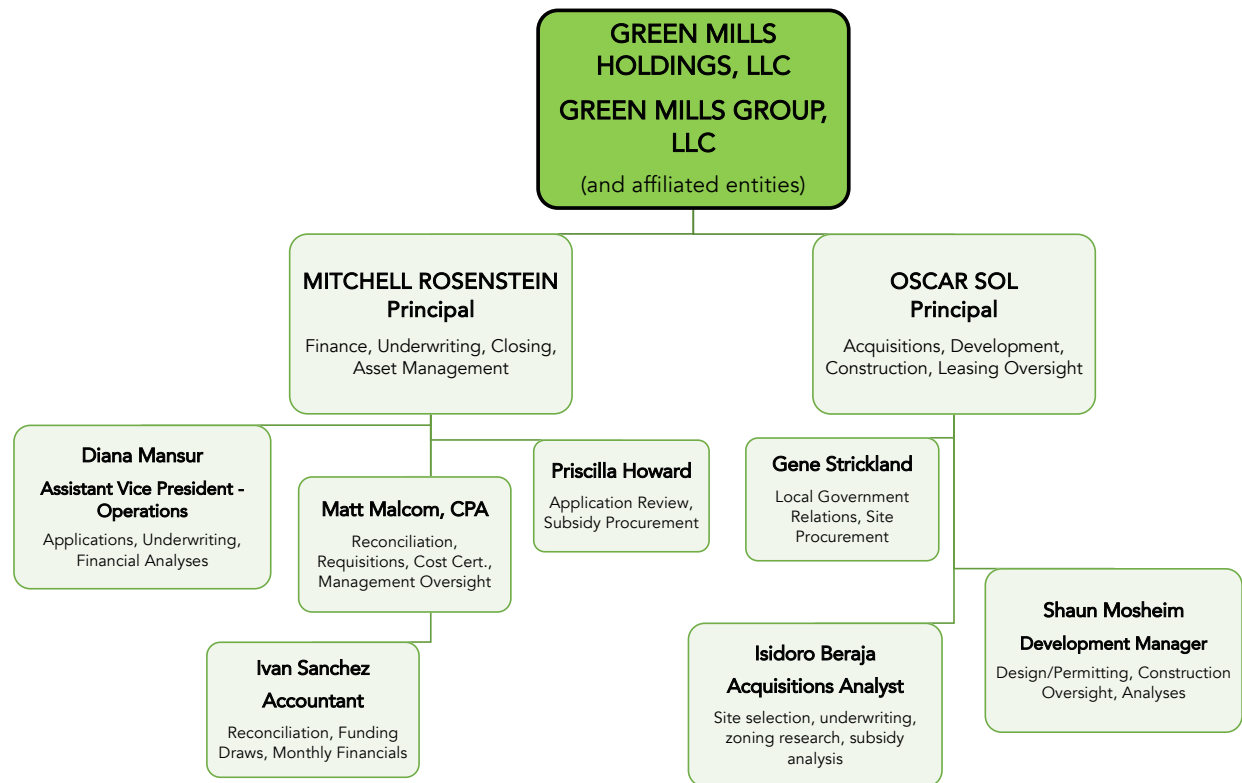 GREEN MILLS
HOLDINGS, LLC
GREEN MILLS GROUP,
LLC
(and affiliated entities)
MITCHELL ROSENSTEIN
Principal
Finance, Underwriting, Closing,
Asset Management
OSCAR SOL
Principal
Acquisitions, Development,
Construction, Leasing Oversight
Diana Mansur
Assistant Vice President -
Operations
Applications, Underwriting,
Financial Analyses
Matt Malcom, CPA
Reconciliation,
Requisitions, Cost Cert.,
Management Oversight
Priscilla Howard
Application Review,
Subsidy Procurement
Gene Strickland
Local Government
Relations, Site
Procurement
Ivan Sanchez
Accountant
Reconciliation, Funding
Draws, Monthly Financials
Isidoro Beraja
Acquisitions Analyst
Site selection, underwriting,
zoning research, subsidy
analysis
Shaun Mosheim
Development Manager
Design/Permitting, Construction
Oversight, Analyses